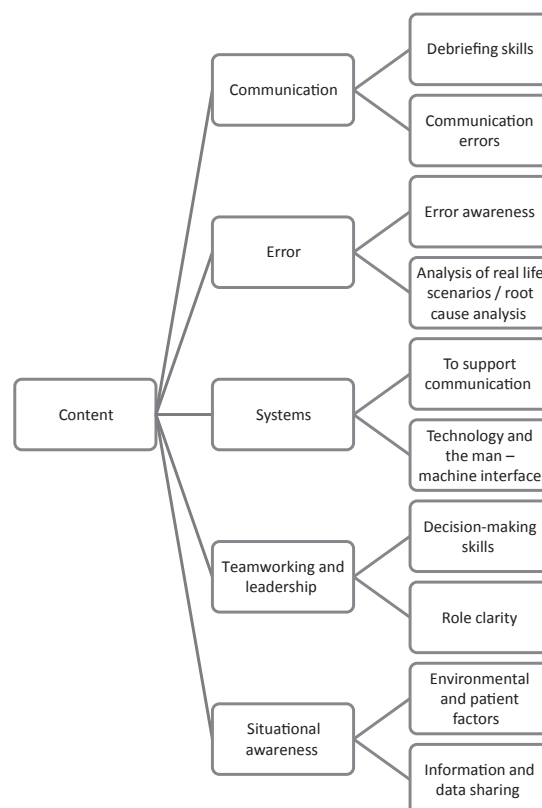 Content
Communication
Debriefing skills
Communication
errors
Error
Error awareness
Analysis of real life
scenarios / root
cause analysis
Systems
To support
communication
Technology and
the man –
machine interface
Teamworking and
leadership
Decision-making
skills
Role clarity
Situational
awareness
Environmental
and patient
factors
Information and
data sharing